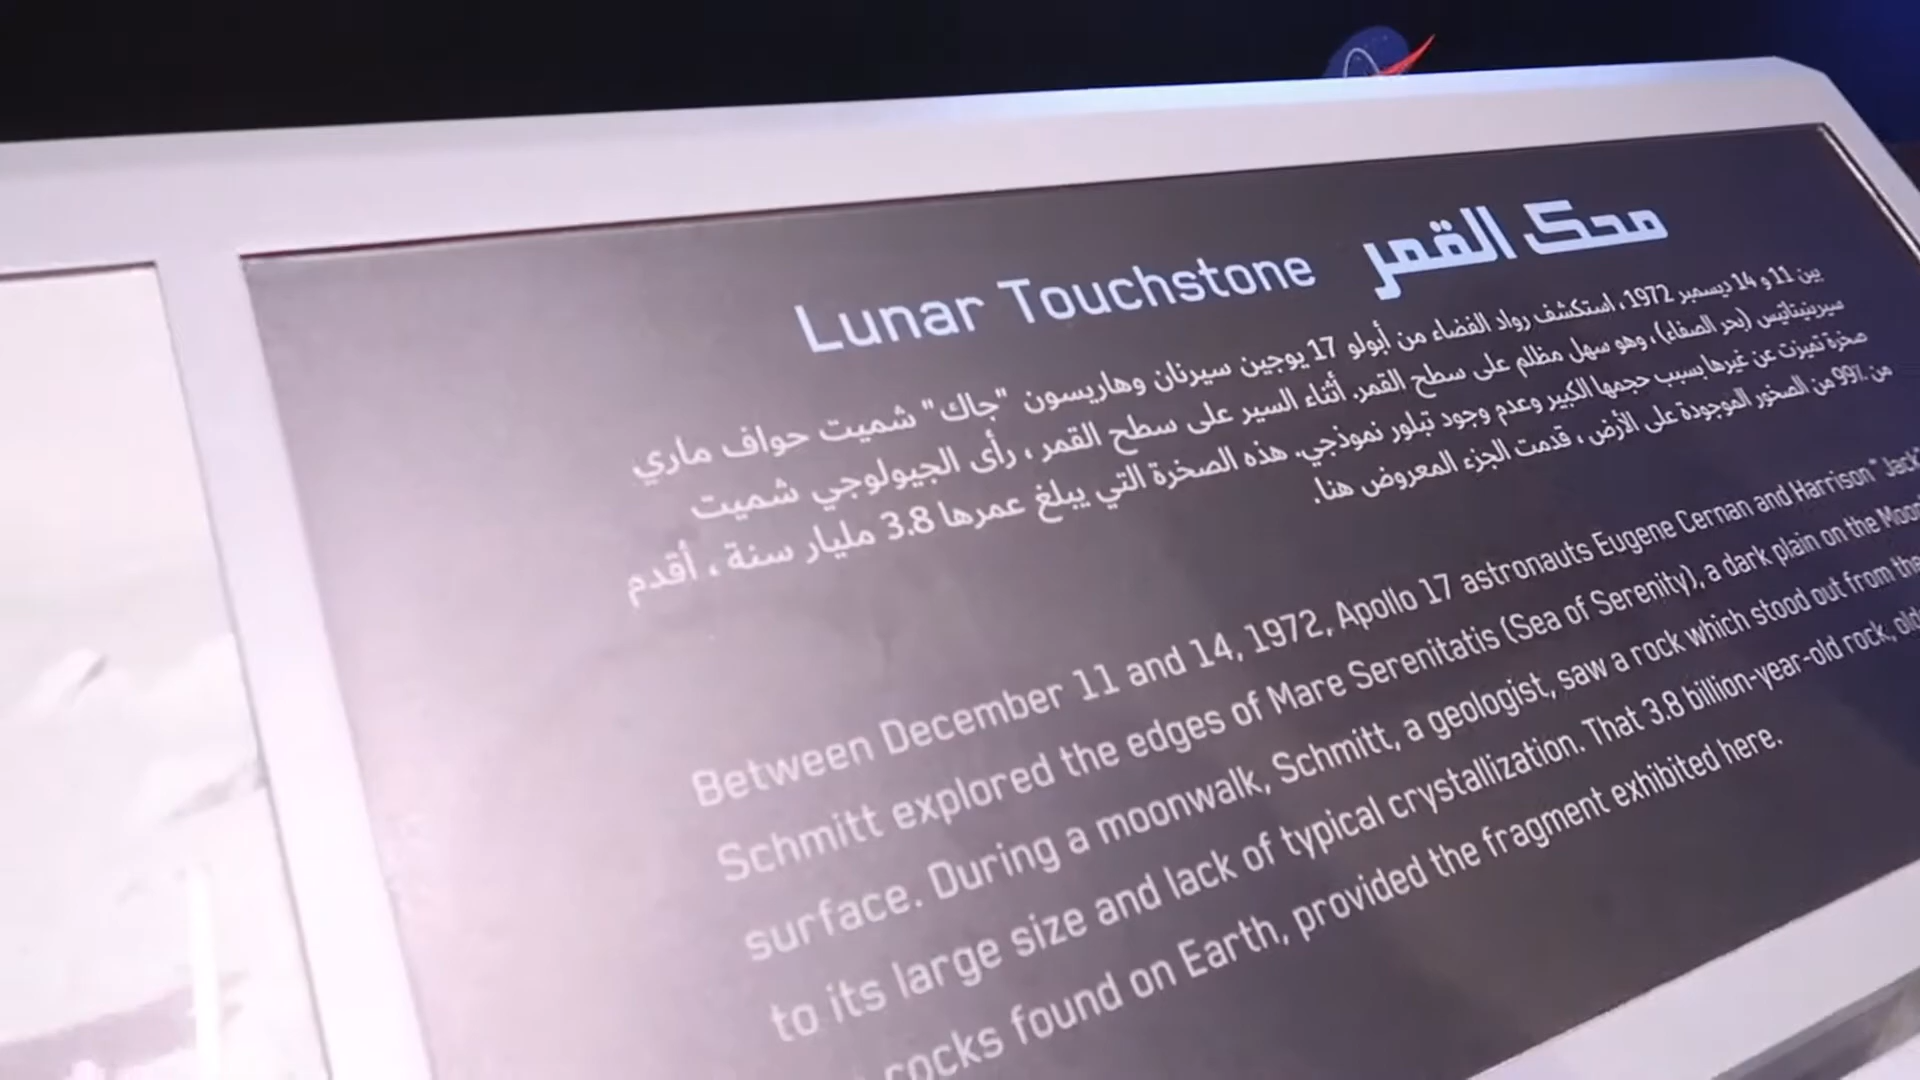 محك القمر
Lunar Touchstone
بين 11 و 14 ديسمبر 1972، استكشف رواد الفضاء من أبولو 17 يوجين سيرنان وهاريسون "جاك" شميت حواف ماري
سيرينيتاتيس (بحر الصفاء)، وهو سهل مظلم على سطح القمر. أثناء السير على سطح القمر، رأى الجيولوجي شميت
صخرة تميزت عن غيرها بسبب حجمها الكبير وعدم وجود تبلور نموذجي. هذه الصخرة التي يبلغ عمرها 3.8 مليار سنة، أقدم
من 99٪ من الصخور الموجودة على الأرض، قدمت الجزء المعروض هنا.
Between December 11 and 14, 1972, Apollo 17 astronauts Eugene Cernan and Harrison "Jack"
Schmitt explored the edges of Mare Serenitatis (Sea of Serenity), a dark plain on the Moon
surface. During a moonwalk, Schmitt, a geologist, saw a rock which stood out from the
to its large size and lack of typical crystallization. That 3.8 billion-year-old rock,
rocks found on Earth, provided the fragment exhibited here.